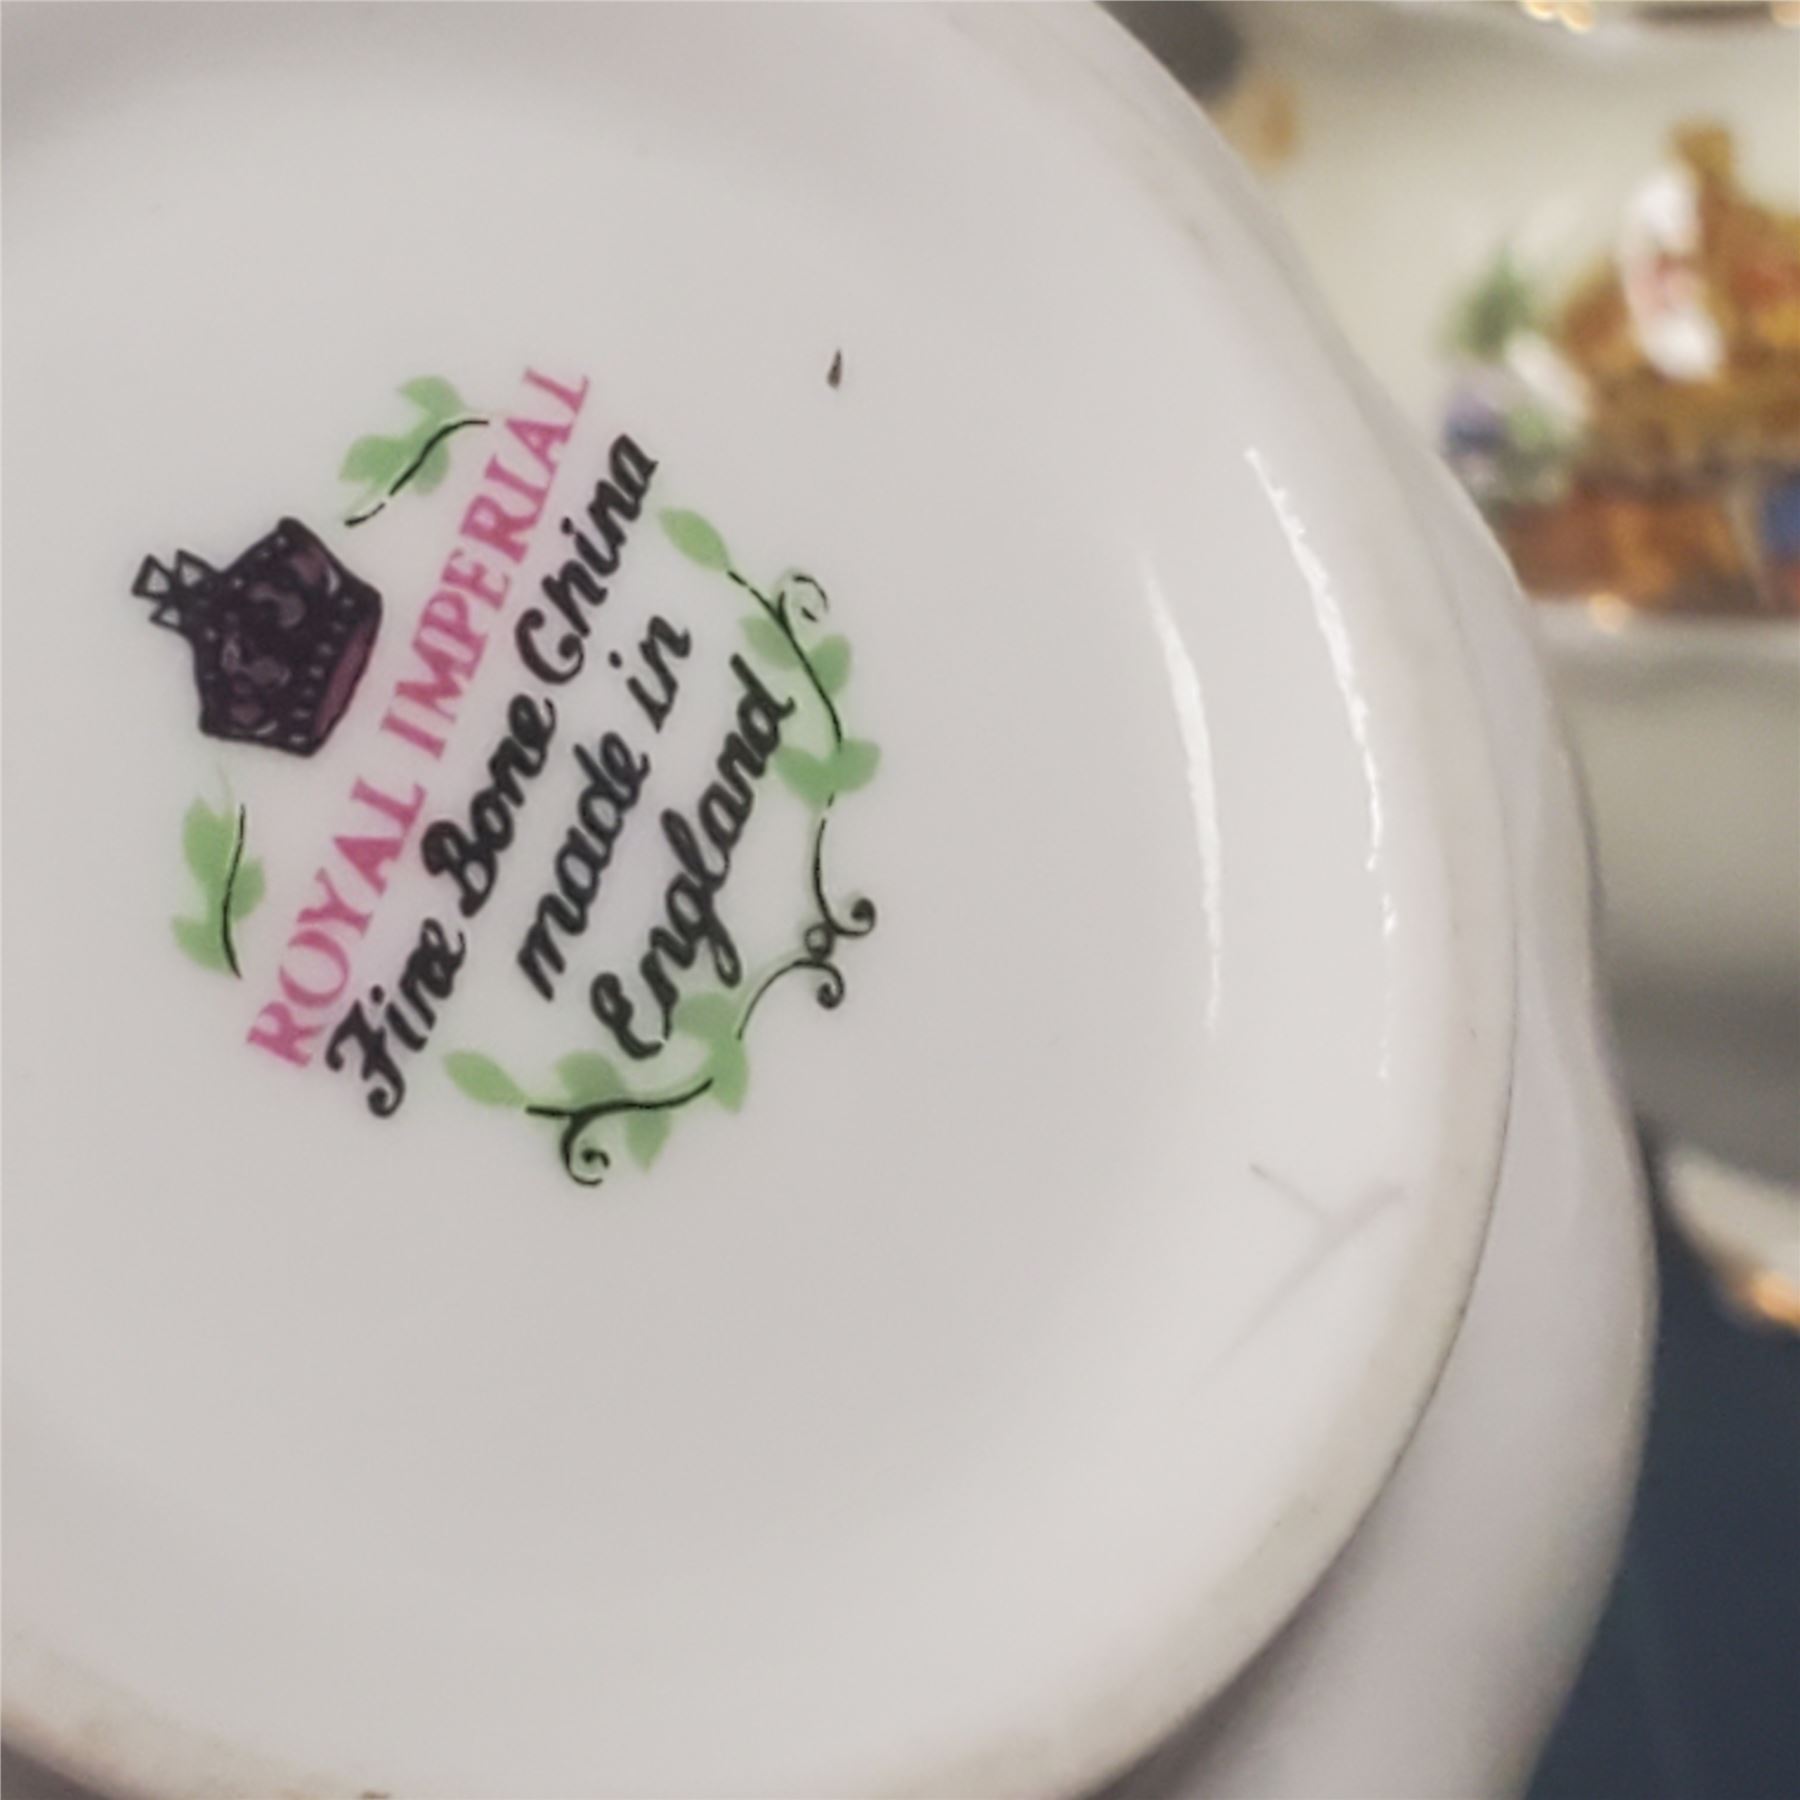 ROYAL IMPERIAL
Fine Bone China
made in
England